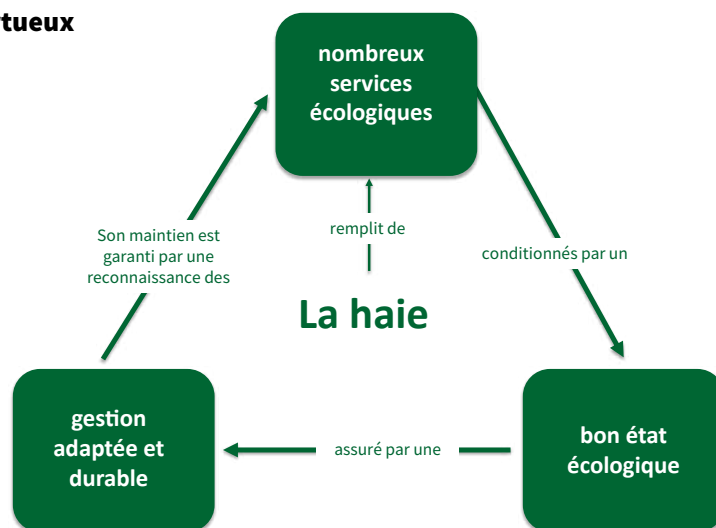 nombreux
services
écologiques
Son maintien est
garanti par une
reconnaissance des
remplit de
conditionnés par un
La haie
gestion
adaptée et
durable
assuré par une
bon état
écologique